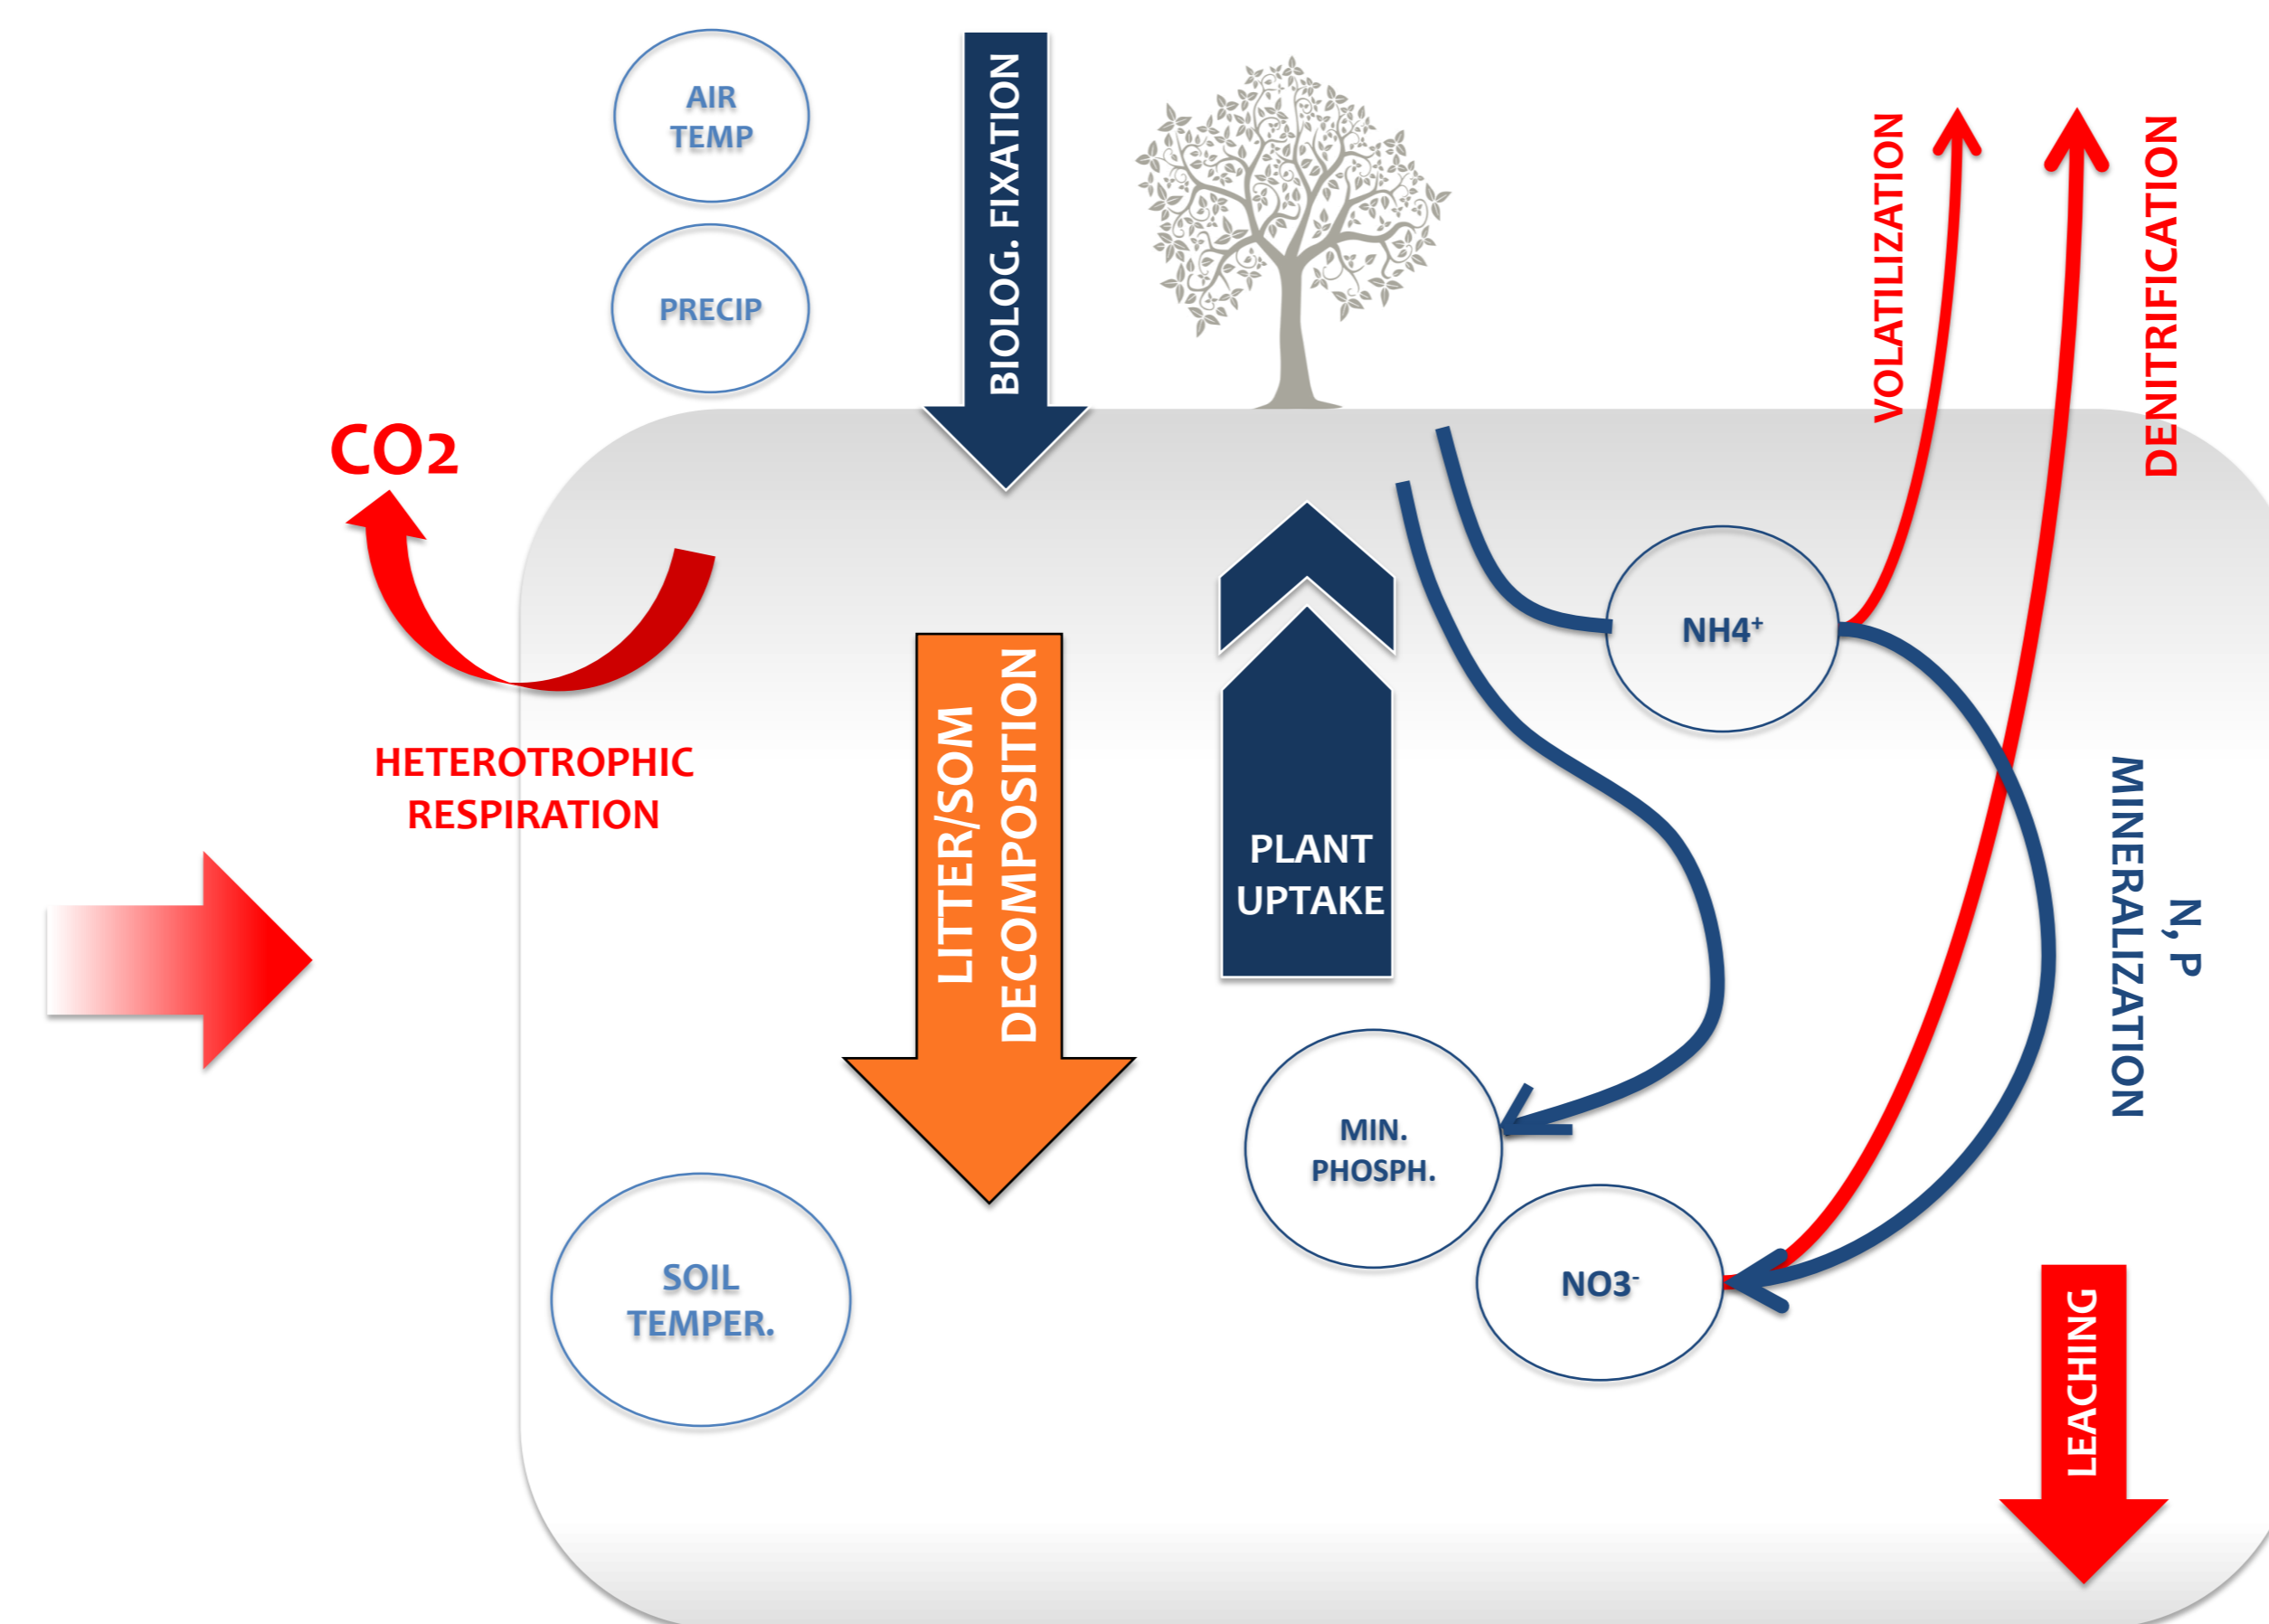 AIR
TEMP
PRECIP
BIOLOG. FIXATION
VOLATILIZATION
DENITRIFICATION
CO2
HETEROTROPHIC
RESPIRATION
LITTER/SOM
DECOMPOSITION
PLANT
UPTAKE
NH4⁺
N, P
MINERALIZATION
MIN.
PHOSPH.
NO3⁻
SOIL
TEMPER.
LEACHING